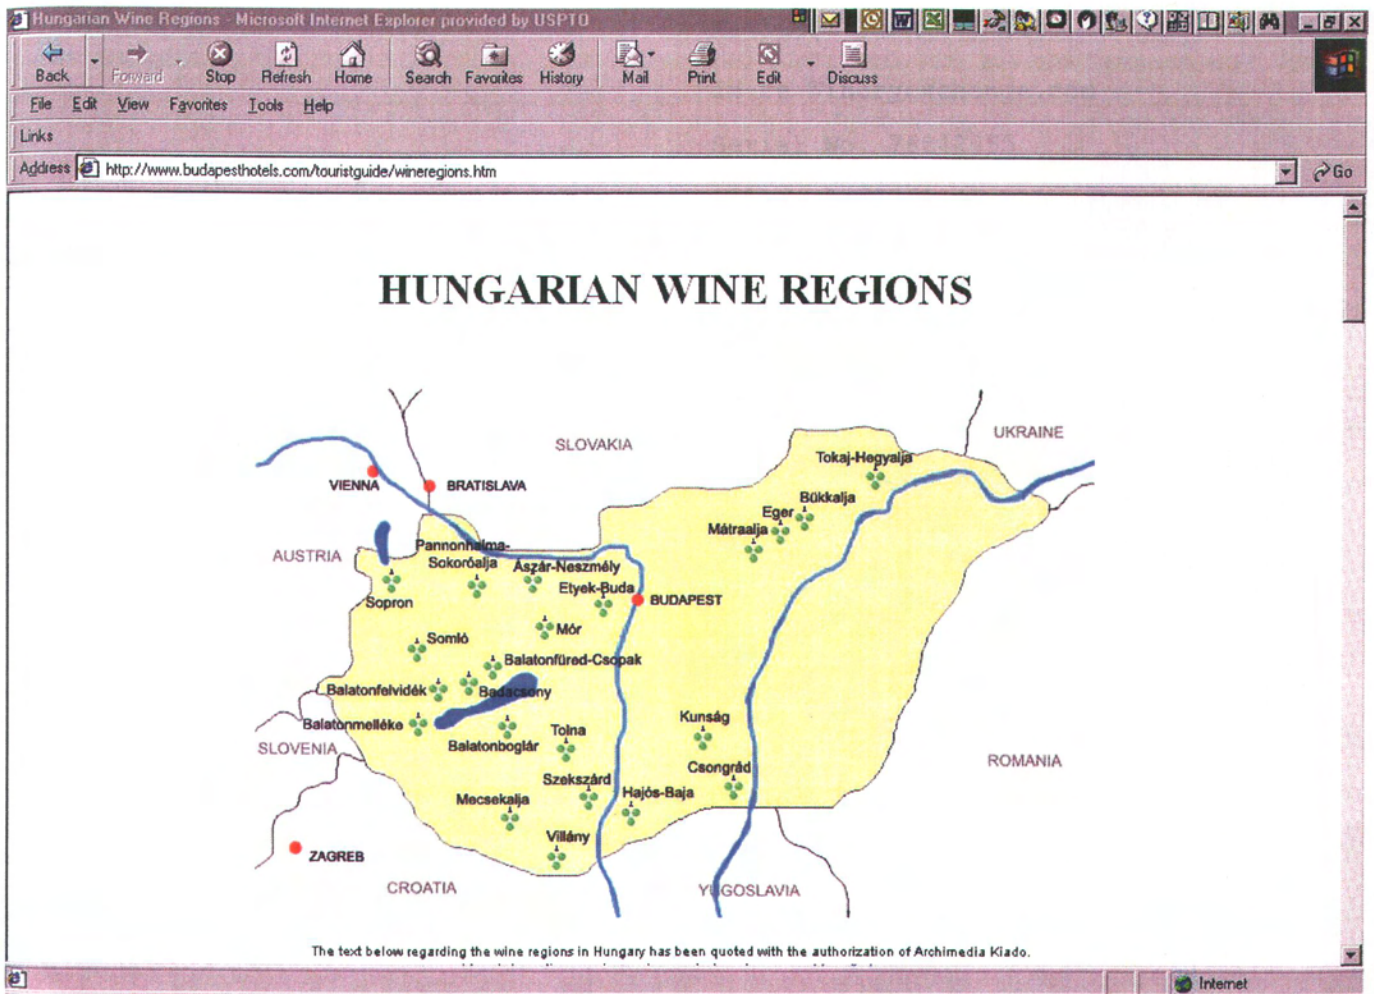 Hungarian Wine Regions - Microsoft Internet Explorer provided by USPTO
Back Forward Stop Refresh Home Search Favorites History Mail Print Edit Discuss
File Edit View Favorites Tools Help
Links
Address http://www.budapesthotels.com/touristguide/wineregions.htm Go
HUNGARIAN WINE REGIONS
SLOVAKIA
UKRAINE
Tokaj-Hegyalja
VIENNA
BRATISLAVA
Bükkalja
Eger
Mátraalja
AUSTRIA
Pannonhalma-
Sokoróalja
Ászár-Neszmély
Etyek-Buda
BUDAPEST
Sopron
Mór
Somló
Balatonfüred-Csopak
Balatonfelvidék
Badacsony
Balatonmelléke
Kunság
Tolna
Balatonboglár
SLOVENIA
ROMANIA
Csongrád
Szekszárd
Hajós-Baja
Mecsekalja
Villány
ZAGREB
CROATIA
YUGOSLAVIA
The text below regarding the wine regions in Hungary has been quoted with the authorization of Archimedia Kiado.
Internet